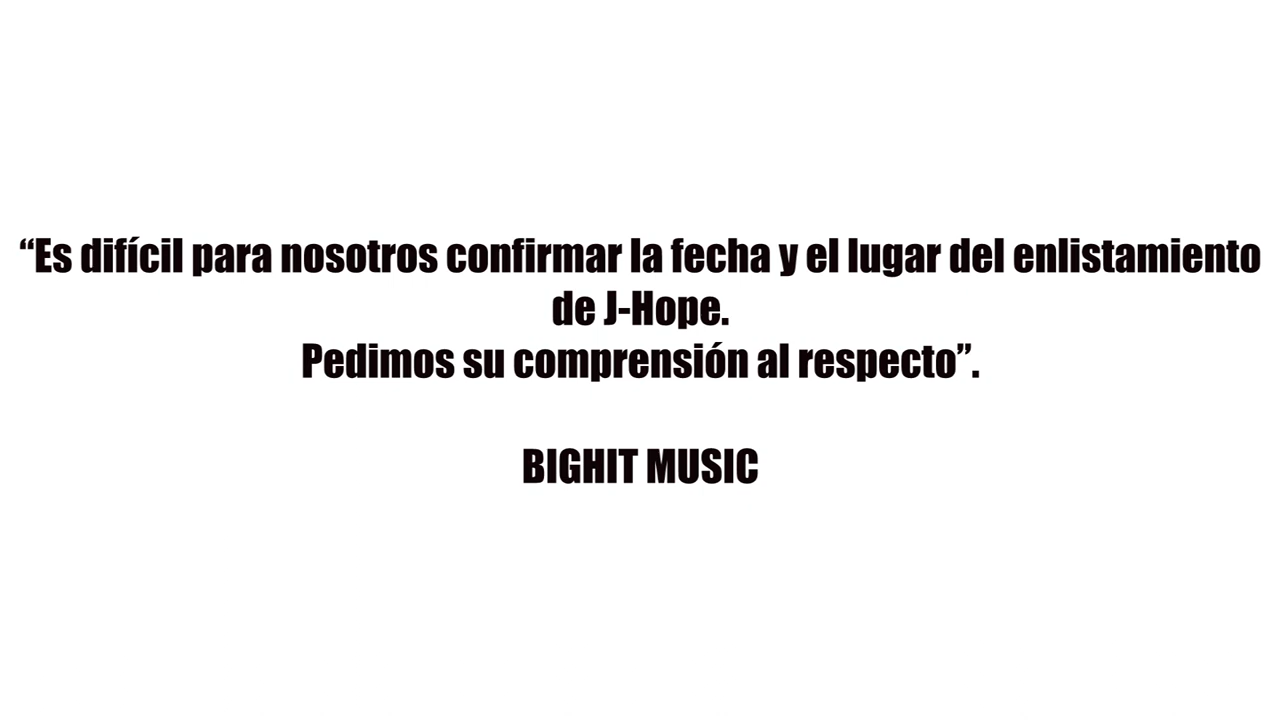 “Es difícil para nosotros confirmar la fecha y el lugar del enlistamiento
de J-Hope.
Pedimos su comprensión al respecto”.
BIGHIT MUSIC